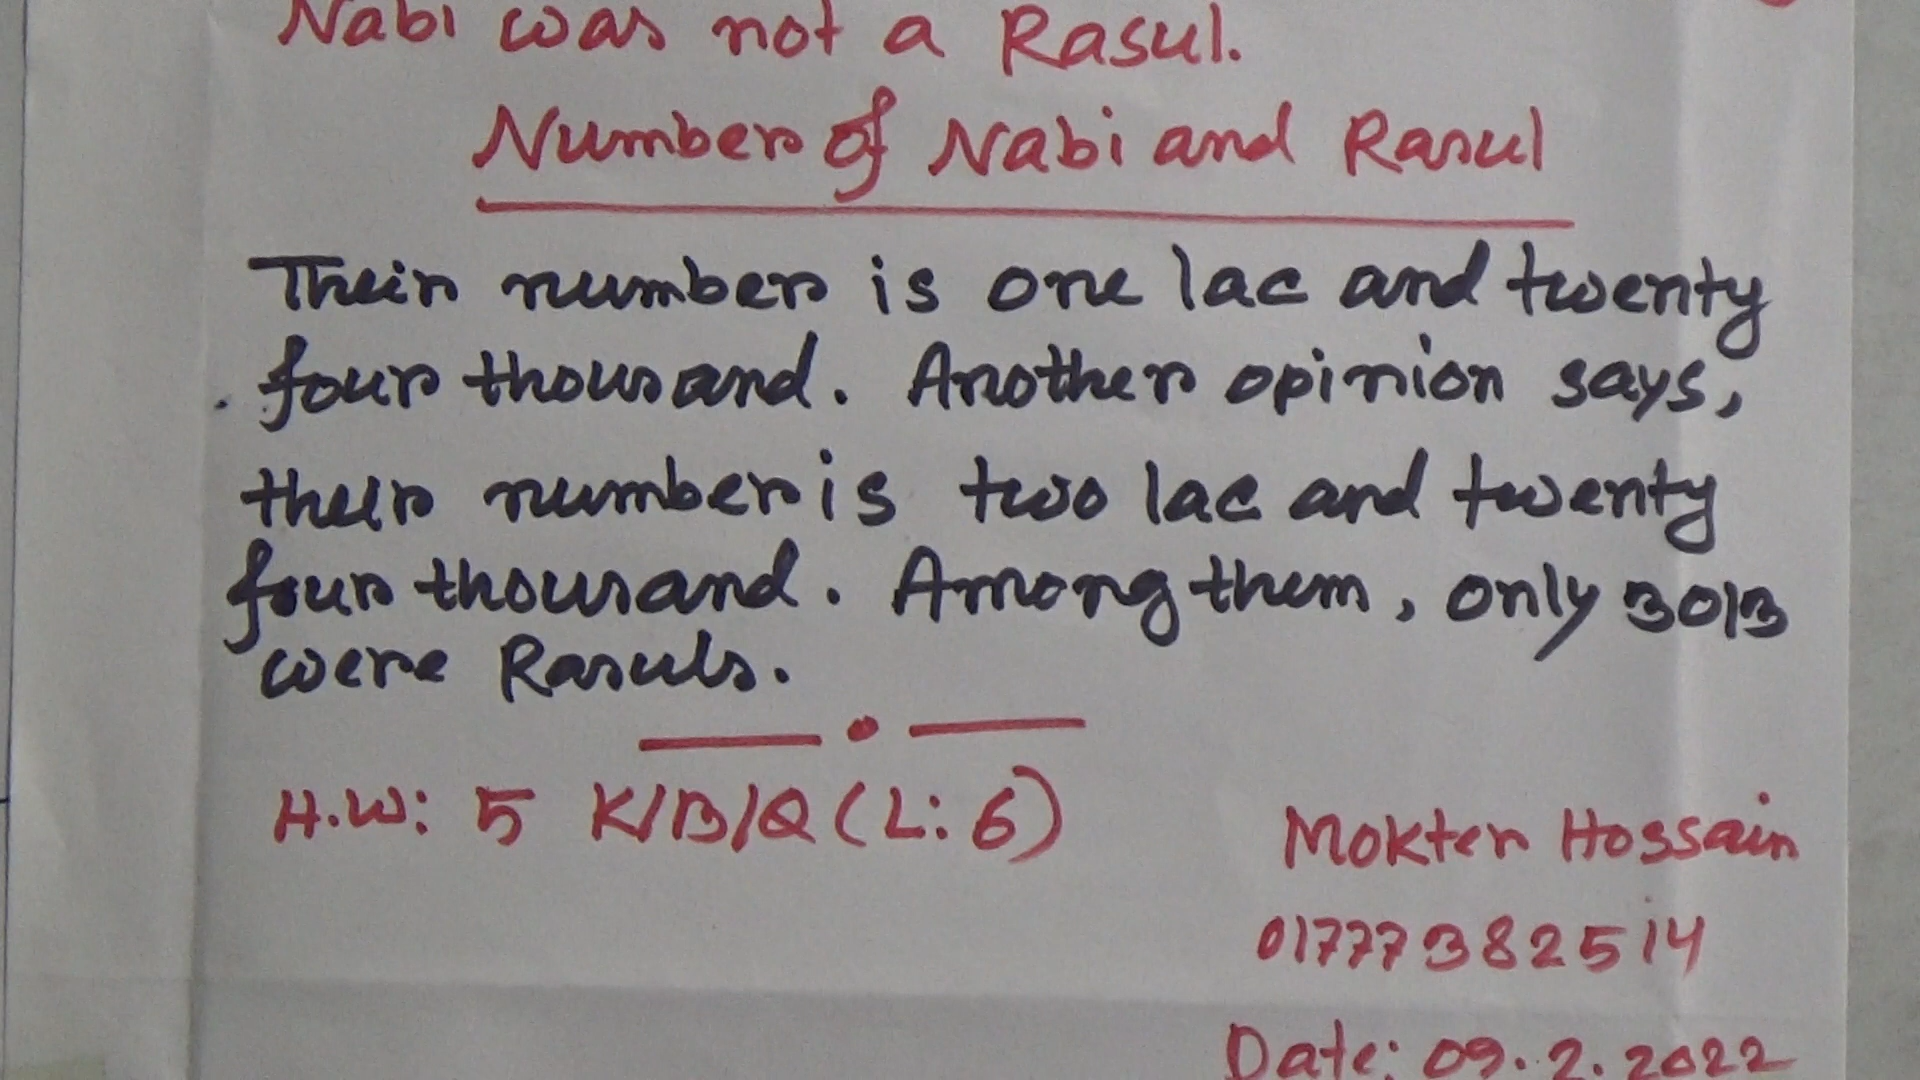 Nabi was not a Rasul.
Number of Nabi and Rasul
Their number is one lac and twenty
four thousand. Another opinion says,
their number is two lac and twenty
four thousand. Among them, only 3013
were Rasuls.
H.W: 5 K/B/Q (L: 6)
Mokter Hossain
01777382514
Date: 09.2.2022